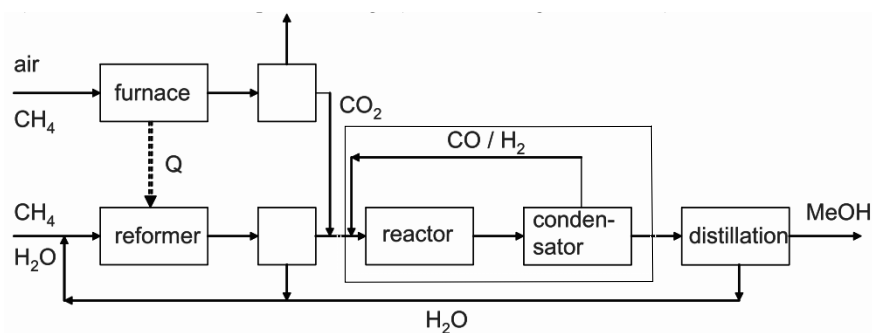 air
CH4
furnace
CO2
CO / H2
Q
CH4
H2O
reformer
reactor
conden-
sator
distillation
MeOH
H2O